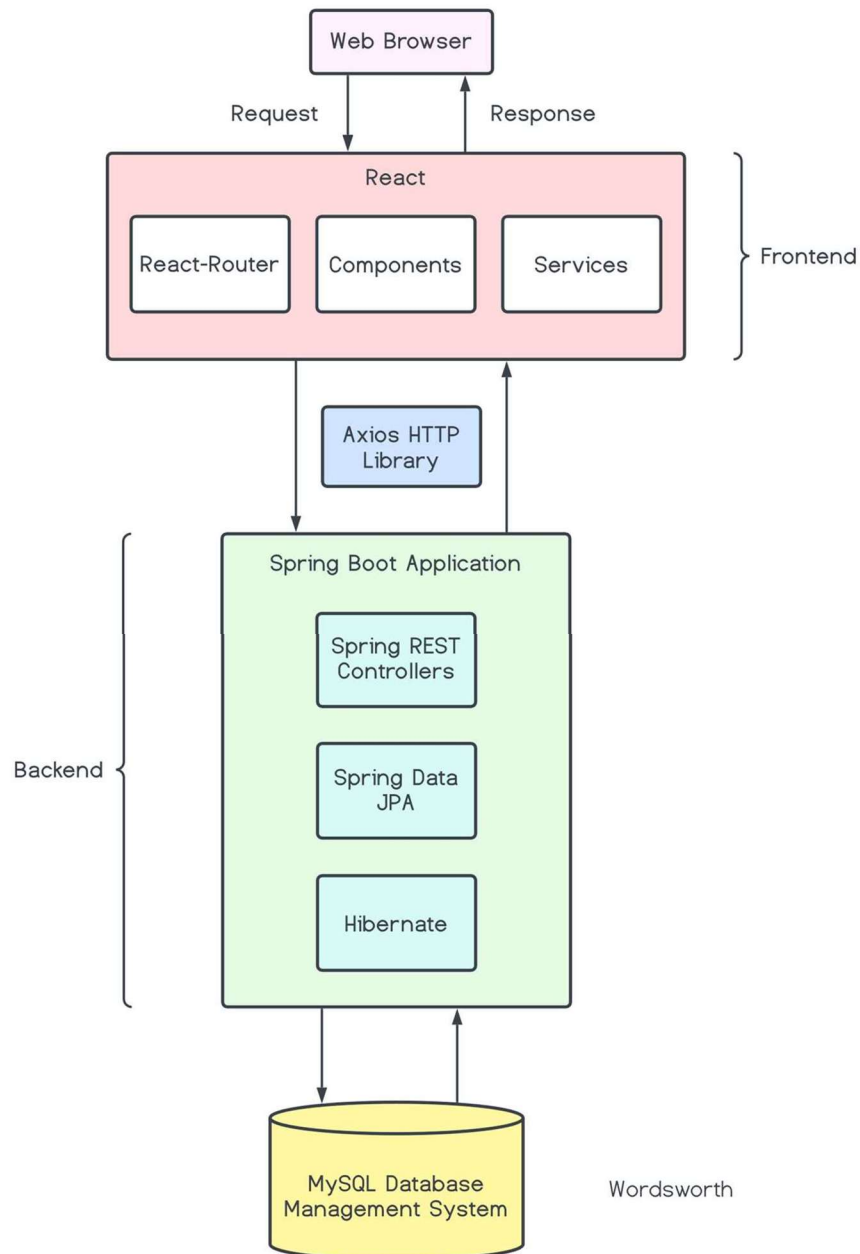 Web Browser
Request
Response
React
React-Router
Components
Services
Frontend
Axios HTTP
Library
Spring Boot Application
Spring REST
Controllers
Backend
Spring Data
JPA
Hibernate
MySQL Database
Management System
Wordsworth